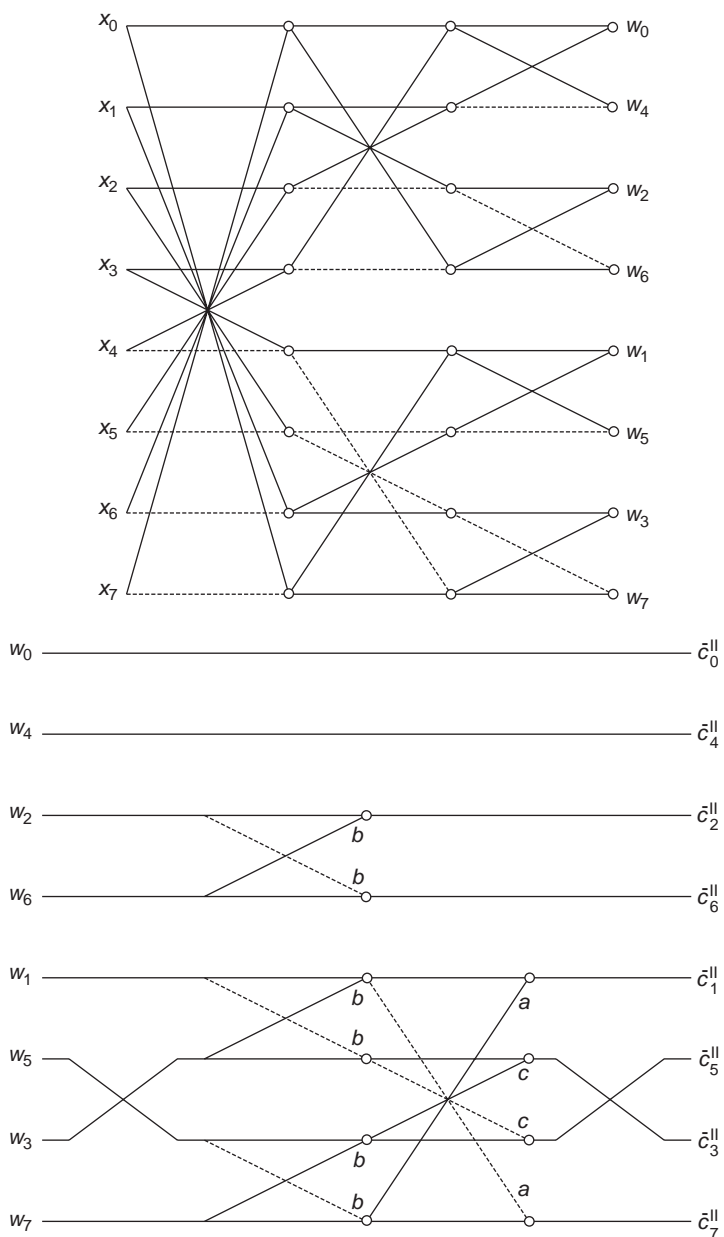 x₀ w₀
x₁ w₄
x₂ w₂
x₃ w₆
x₄ w₁
x₅ w₅
x₆ w₃
x₇ w₇
w₀ c̄₀ᴵᴵ
w₄ c̄₄ᴵᴵ
w₂ c̄₂ᴵᴵ
b
b
w₆ c̄₆ᴵᴵ
w₁ c̄₁ᴵᴵ
b a
b
w₅ c̄₅ᴵᴵ
c
c
w₃ c̄₃ᴵᴵ
b
b a
w₇ c̄₇ᴵᴵ